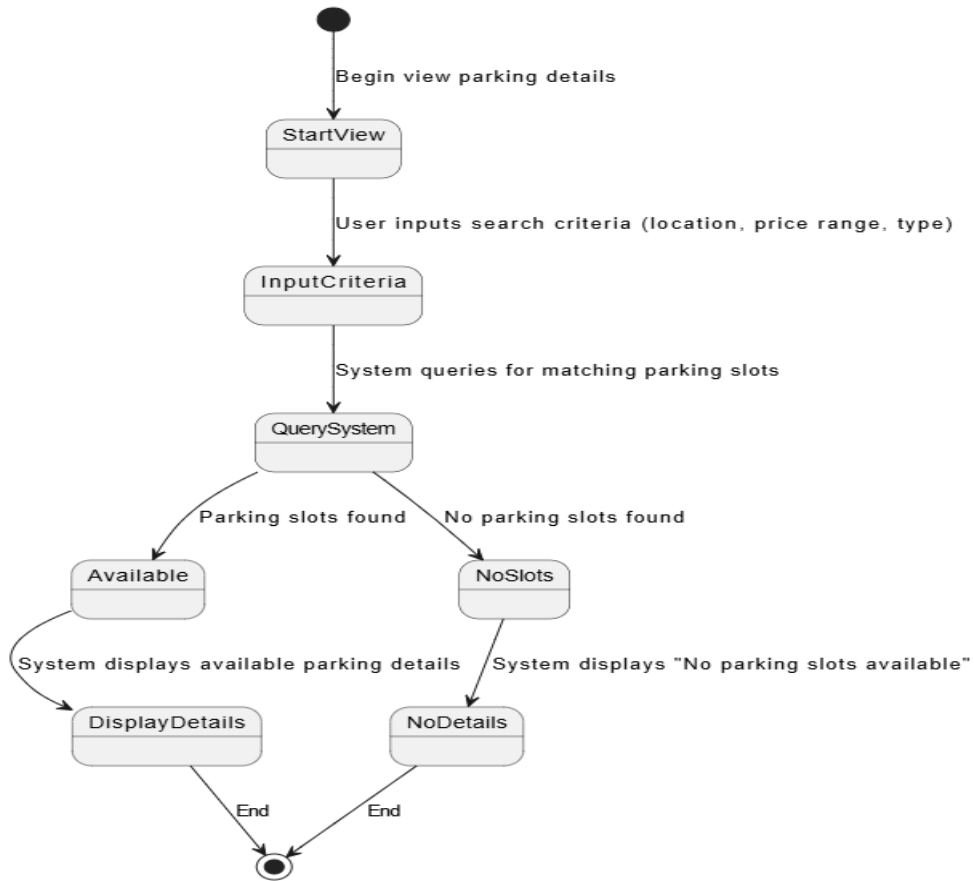 Begin view parking details
StartView
User inputs search criteria (location, price range, type)
InputCriteria
System queries for matching parking slots
QuerySystem
Parking slots found
No parking slots found
Available
NoSlots
System displays available parking details
System displays "No parking slots available"
DisplayDetails
NoDetails
End
End